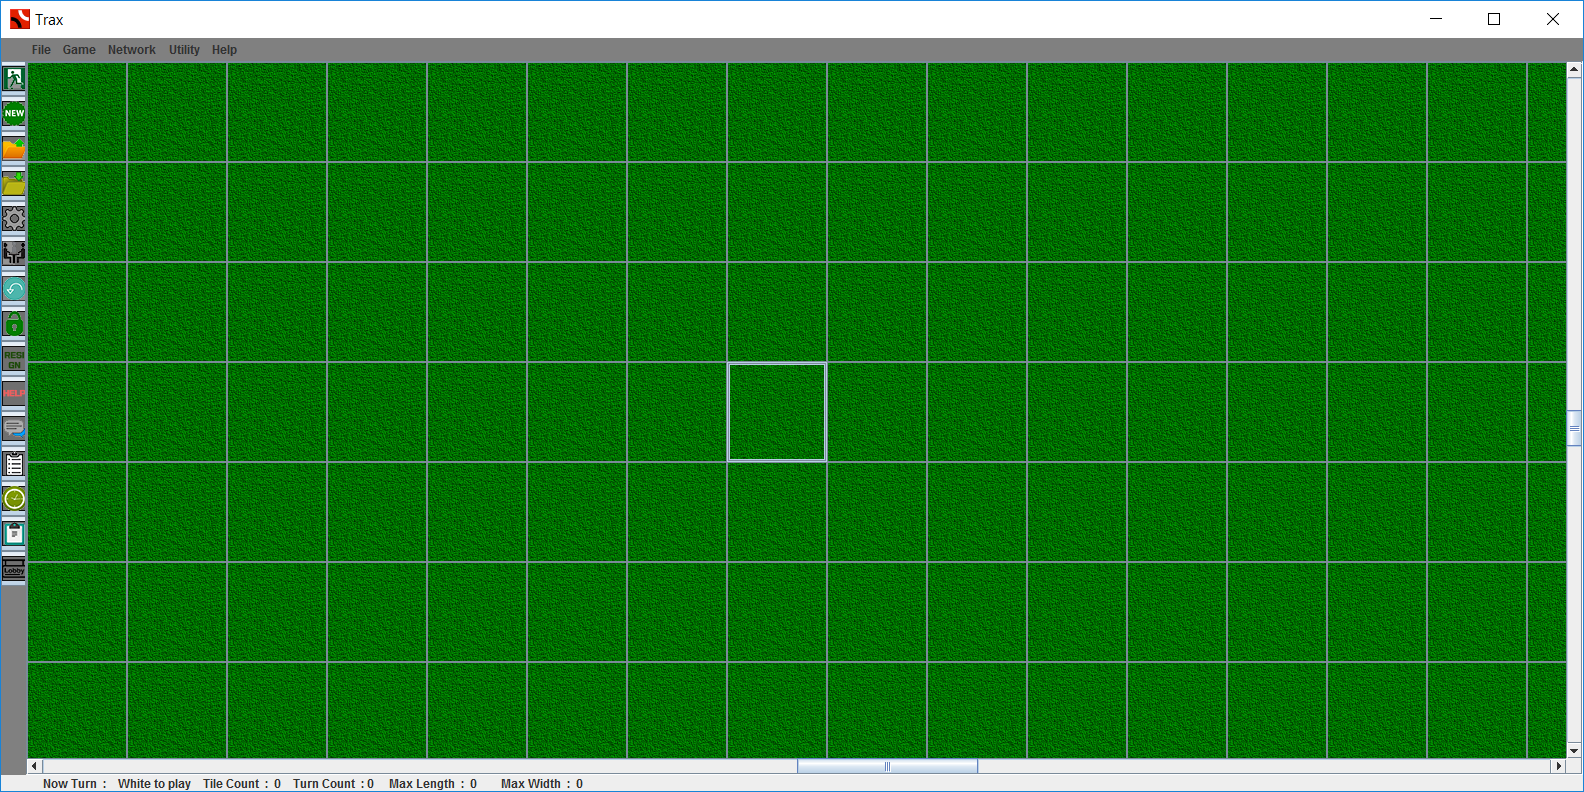 Trax
File Game Network Utility Help
NEW
RESI
GN
HELP
Lobby
Now Turn : White to play Tile Count : 0 Turn Count : 0 Max Length : 0 Max Width : 0